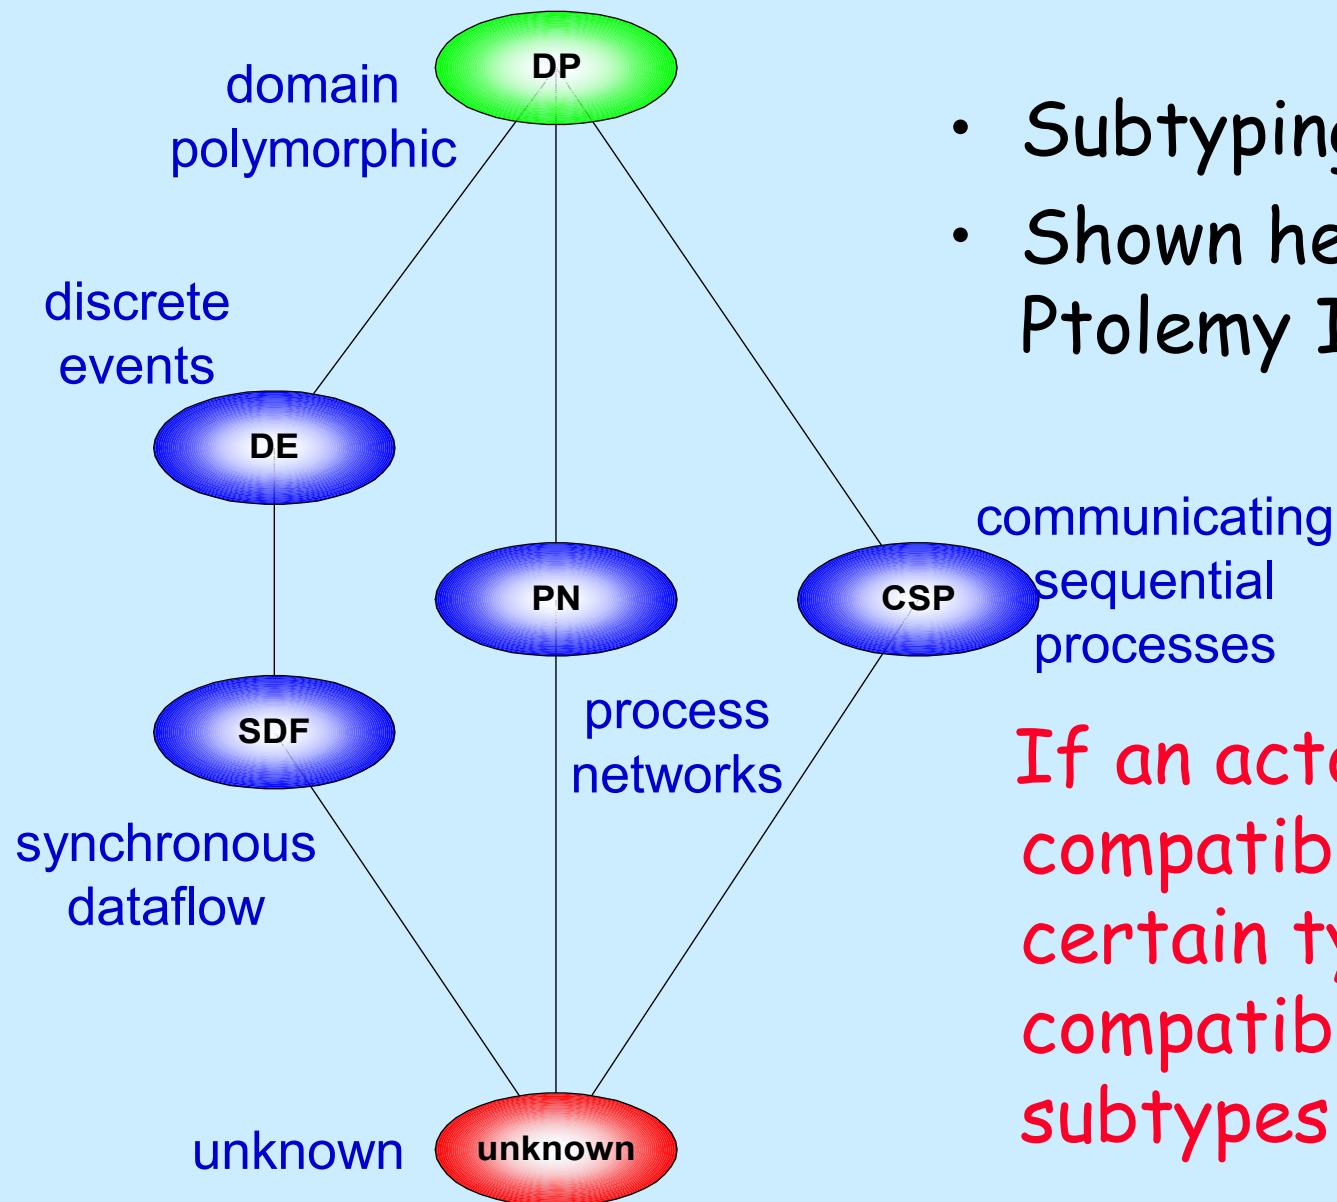 DP
domain
polymorphic
• Subtyping
• Shown he
Ptolemy I
discrete
events
DE
communicating
sequential
processes
PN
CSP
process
networks
SDF
synchronous
dataflow
If an acto
compatib
certain ty
compatib
subtypes
unknown
unknown